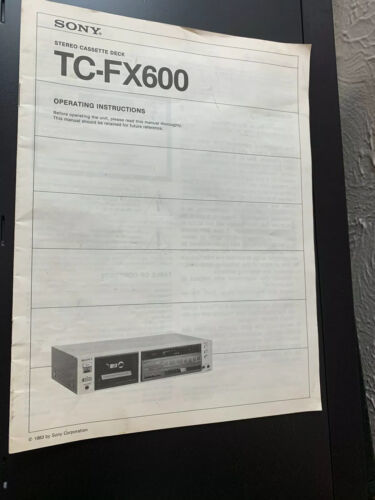 SONY®
STEREO CASSETTE DECK
TC-FX600
OPERATING INSTRUCTIONS
Before operating the unit, please read this manual thoroughly.
This manual should be retained for future reference.
© 1983 by Sony Corporation